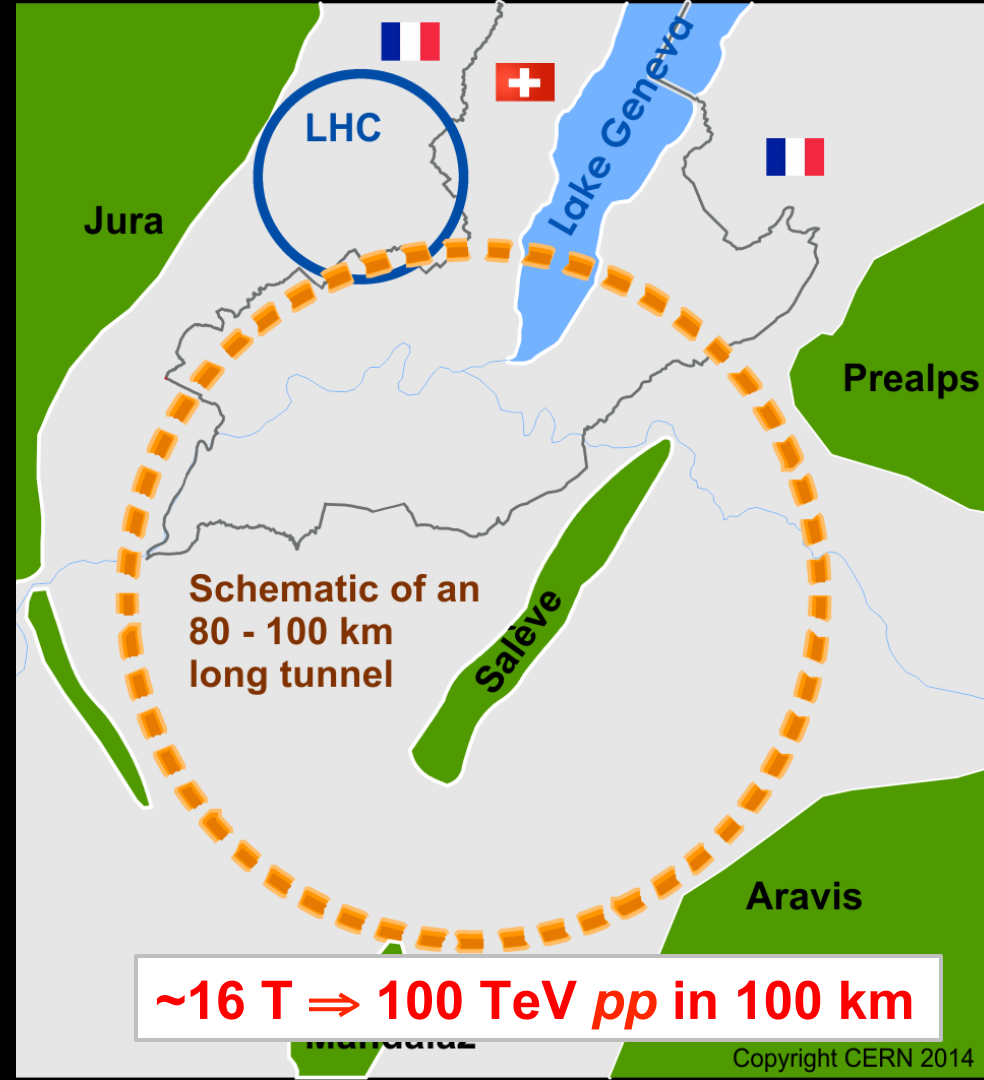 LHC
Lake Geneva
Jura
Prealps
Schematic of an
80 - 100 km
long tunnel
Salève
Aravis
~16 T ⇒ 100 TeV pp in 100 km
Copyright CERN 2014